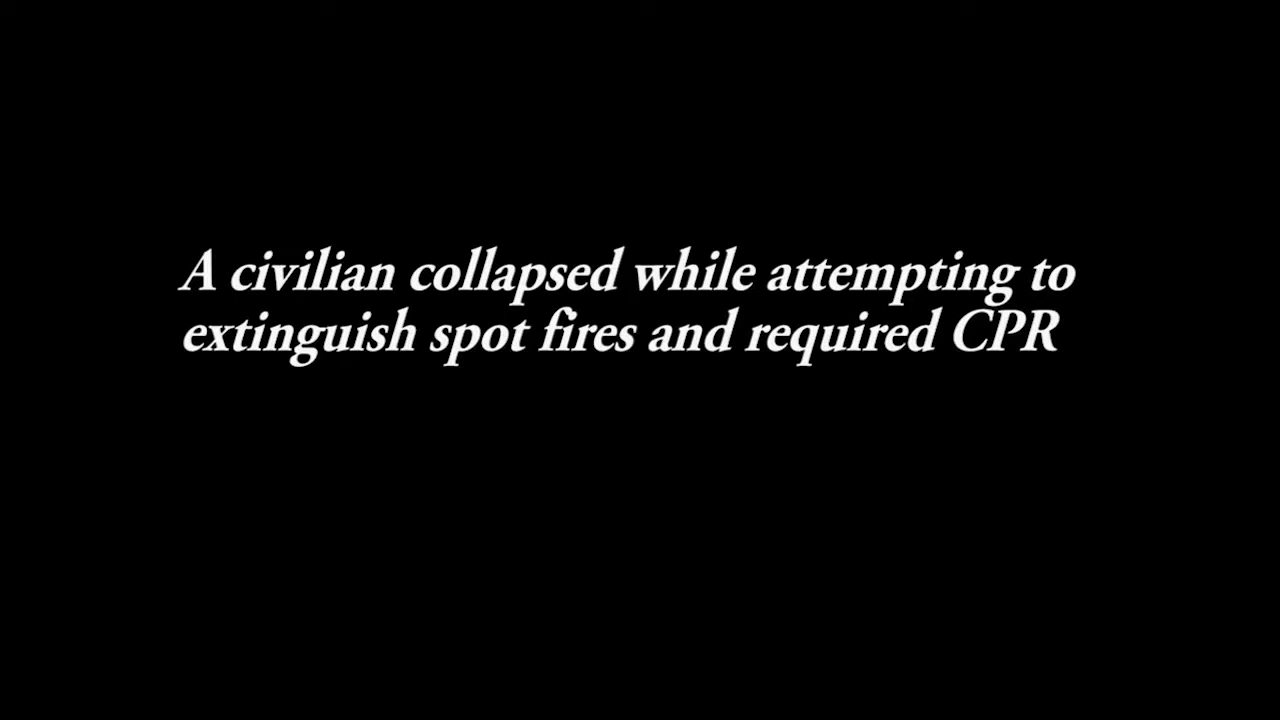 A civilian collapsed while attempting to
extinguish spot fires and required CPR